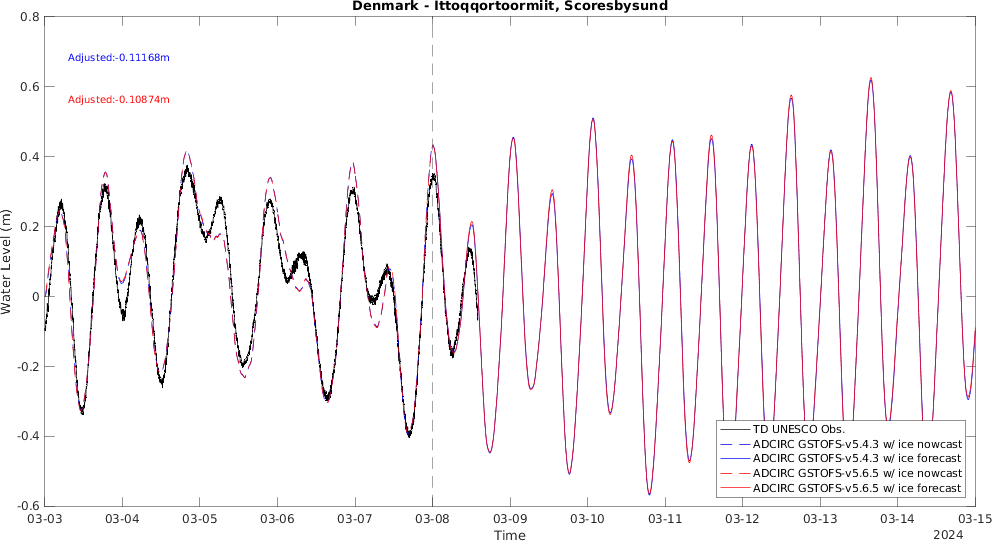 Denmark - Ittoqqortoormiit, Scoresbysund
0.8
0.6
0.4
0.2
0
-0.2
-0.4
-0.6
Water Level (m)
Adjusted:-0.11168m
Adjusted:-0.10874m
TD UNESCO Obs.
ADCIRC GSTOFS-v5.4.3 w/ ice nowcast
ADCIRC GSTOFS-v5.4.3 w/ ice forecast
ADCIRC GSTOFS-v5.6.5 w/ ice nowcast
ADCIRC GSTOFS-v5.6.5 w/ ice forecast
03-03 03-04 03-05 03-06 03-07 03-08 03-09 03-10 03-11 03-12 03-13 03-14 03-15
Time
2024